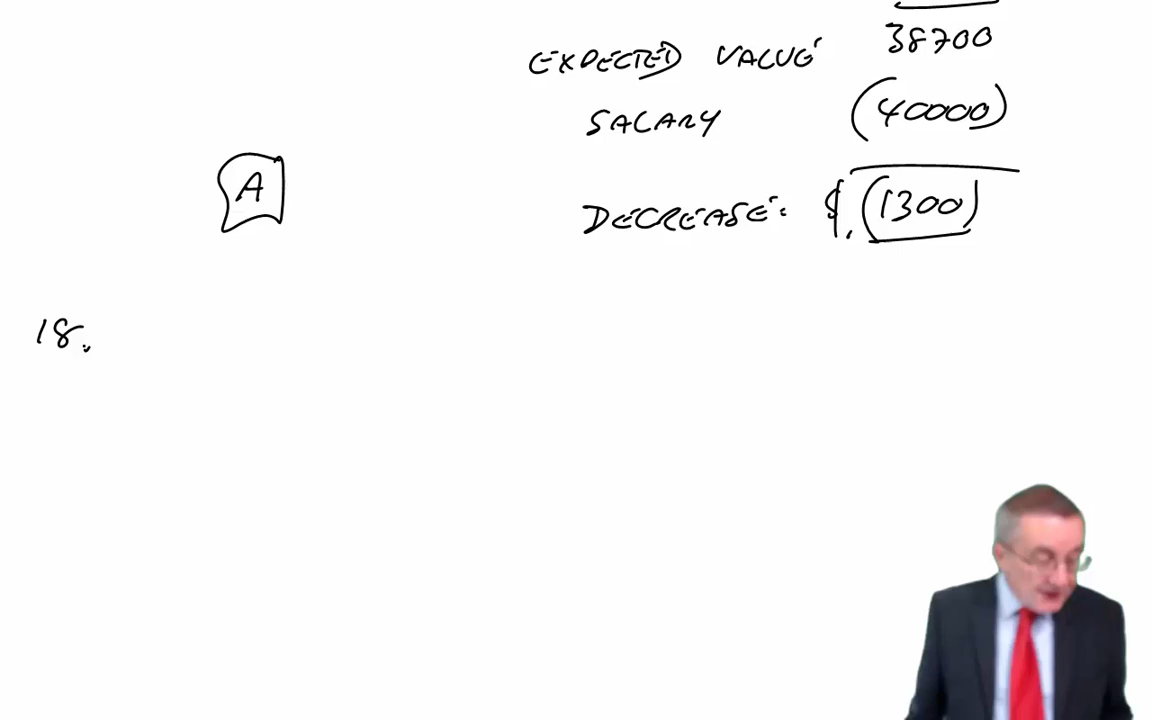 38700
EXPECTED VALUE
SALARY (40000)
A
DECREASE: $(1300)
18.